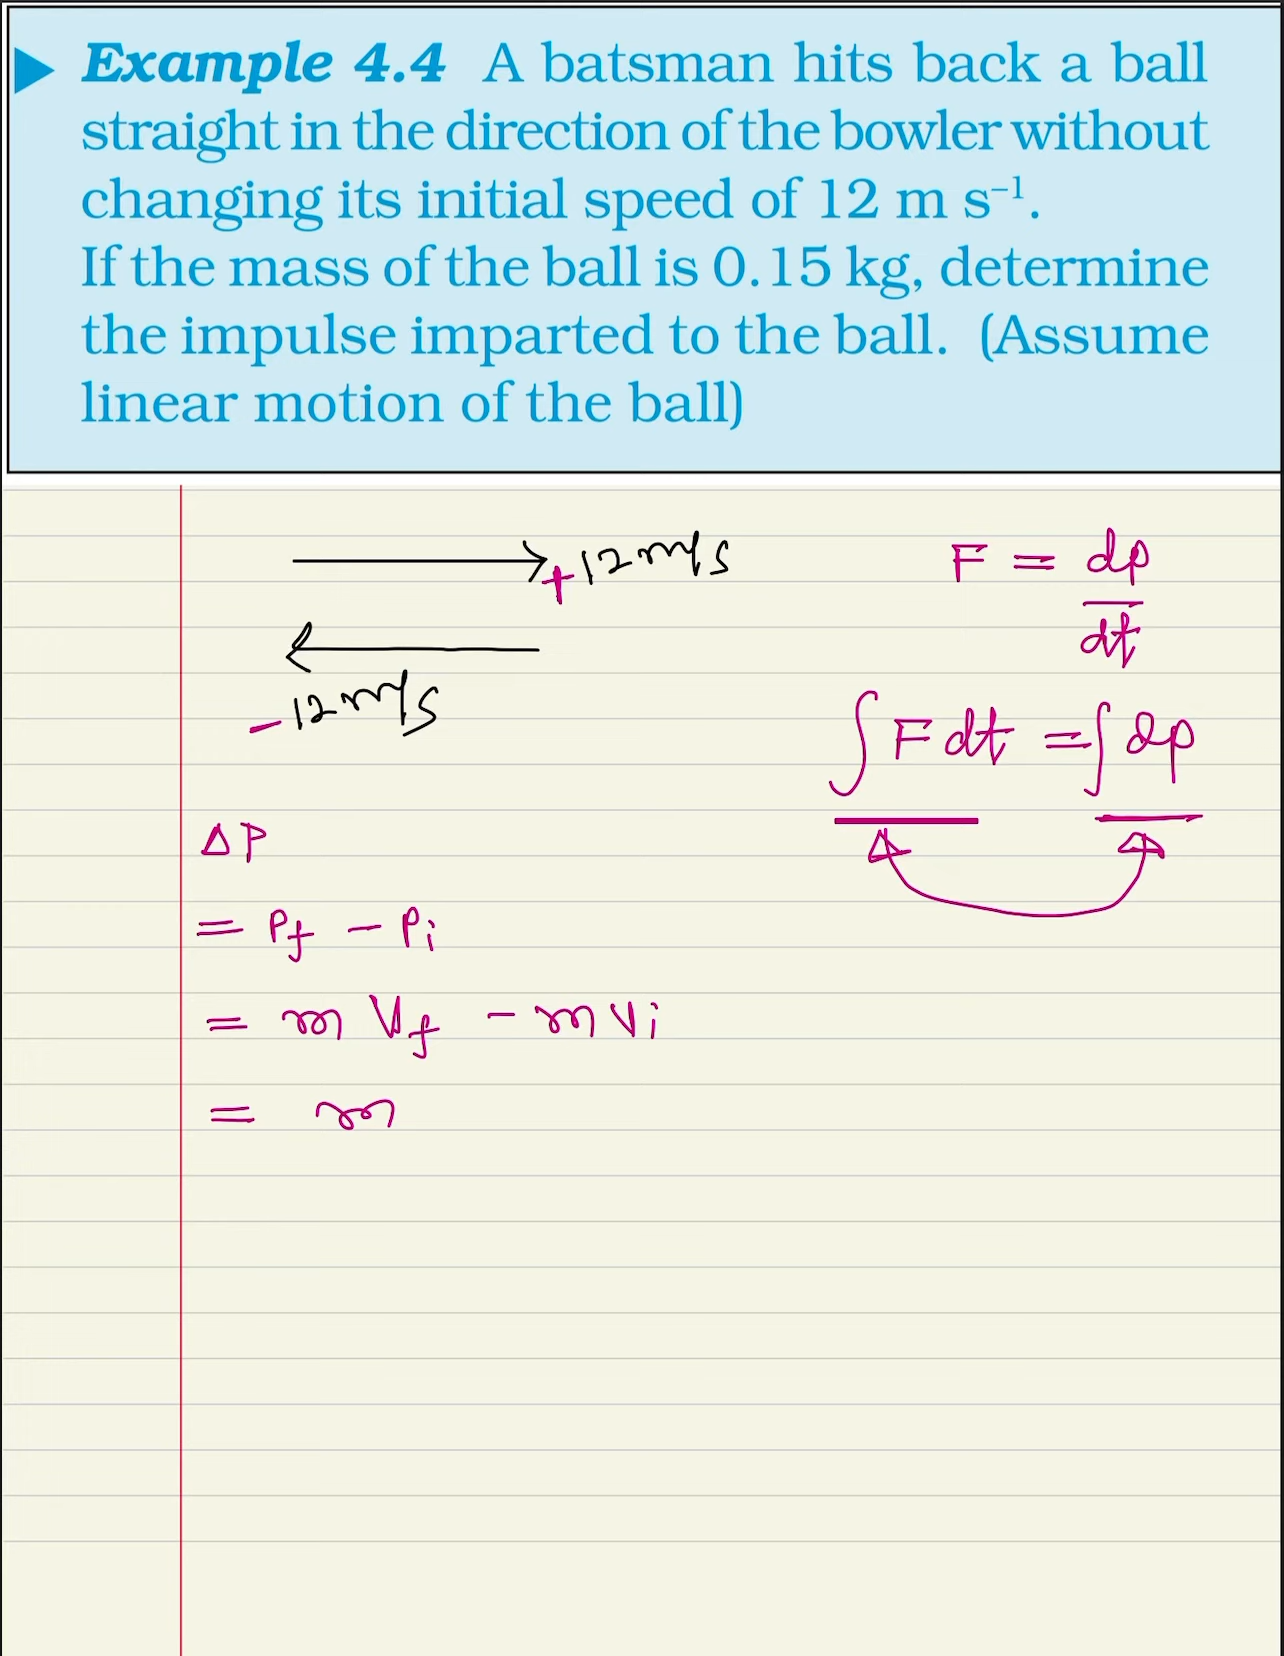 Example 4.4 A batsman hits back a ball
straight in the direction of the bowler without
changing its initial speed of 12 m s⁻¹.
If the mass of the ball is 0.15 kg, determine
the impulse imparted to the ball. (Assume
linear motion of the ball)
+12 m/s
-12 m/s
F = dp/dt
∫ F dt = ∫ dp
Δ P
= Pf - Pi
= m Vf - m Vi
= m